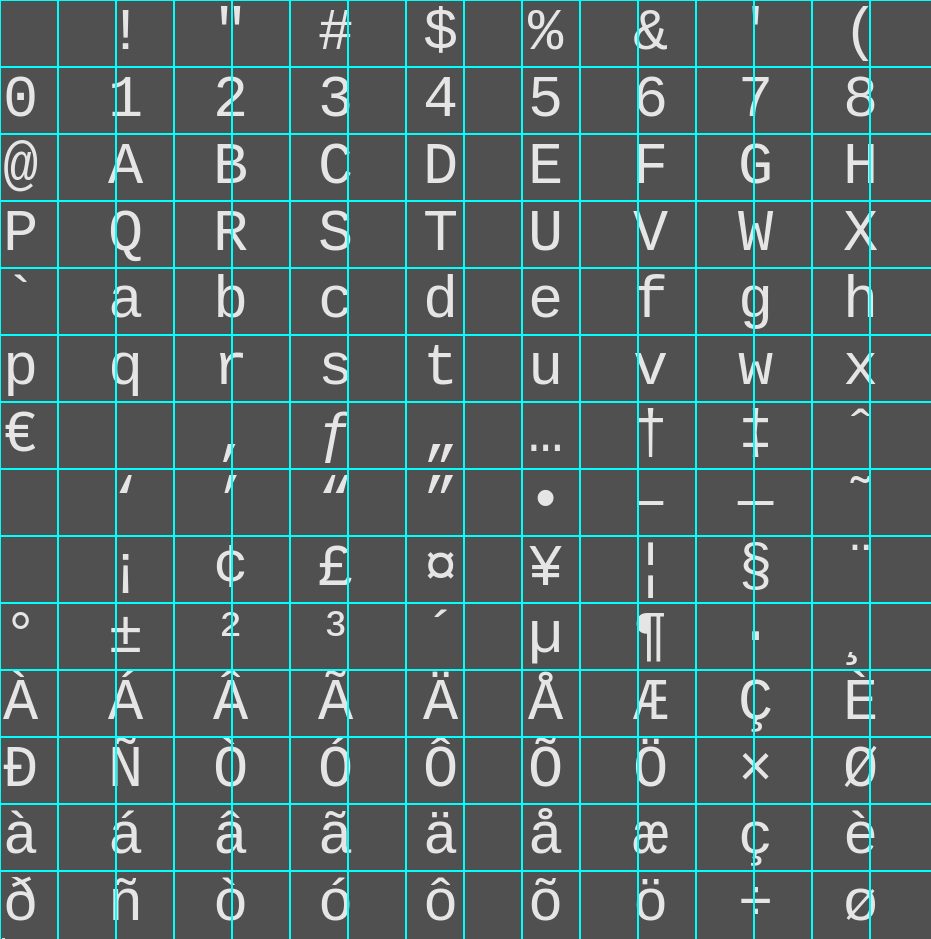 ! " # $ % & ' (
0 1 2 3 4 5 6 7 8
@ A B C D E F G H
P Q R S T U V W X
` a b c d e f g h
p q r s t u v w x
€ ‚ ƒ „ … † ‡ ˆ
‘ ’ “ ” • – — ˜
¡ ¢ £ ¤ ¥ ¦ § ¨
° ± ² ³ ´ µ ¶ · ¸
À Á Â Ã Ä Å Æ Ç È
Ð Ñ Ò Ó Ô Õ Ö × Ø
à á â ã ä å æ ç è
ð ñ ò ó ô õ ö ÷ ø